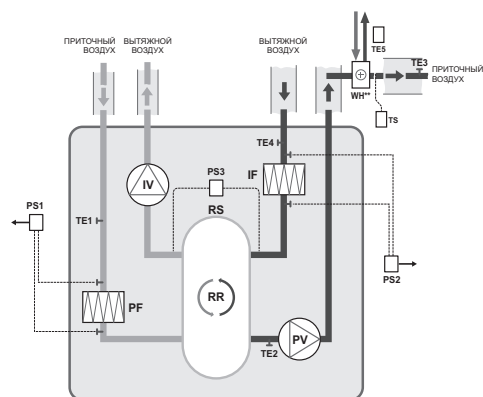 ПРИТОЧНЫЙ
ВОЗДУХ
ВЫТЯЖНОЙ
ВОЗДУХ
ВЫТЯЖНОЙ
ВОЗДУХ
TE5
TE3
ПРИТОЧНЫЙ
ВОЗДУХ
WH**
TS
TE4
PS3
IF
IV
PS1
TE1
RS
PS2
RR
PF
PV
TE2